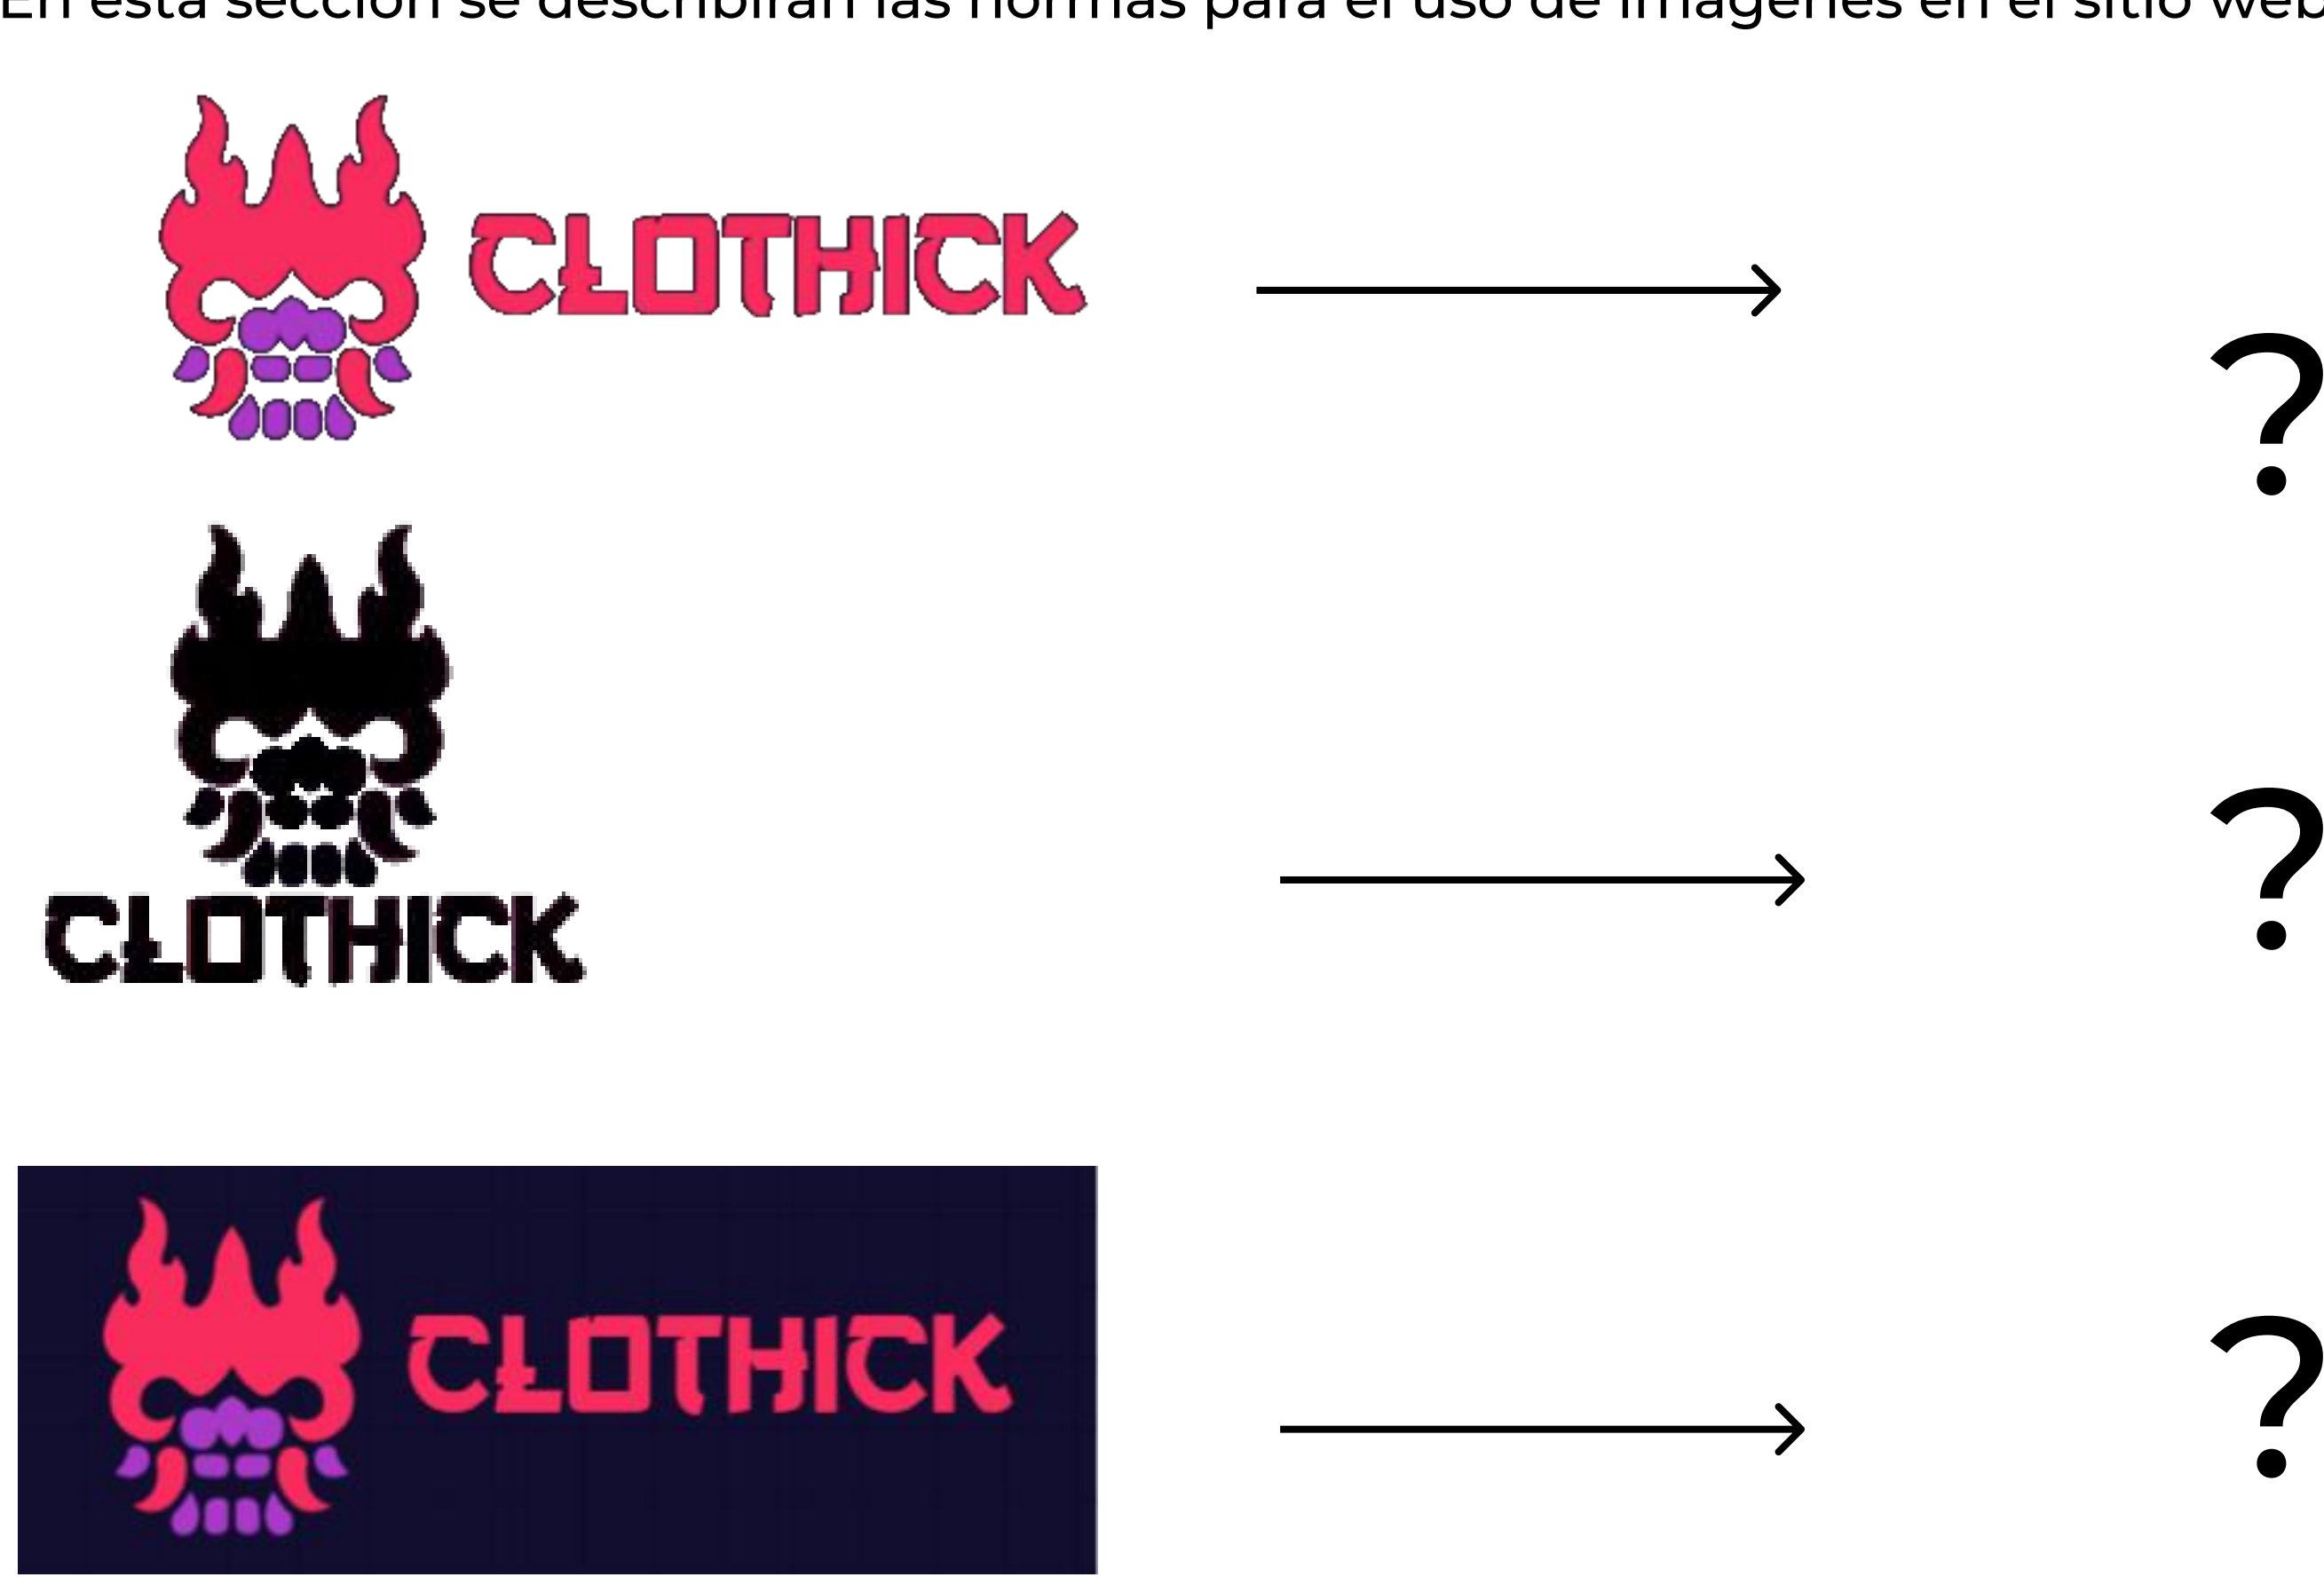 En esta sección se describirán las normas para el uso de imágenes en el sitio web
CLOTHICK
?
CLOTHICK
?
CLOTHICK
?